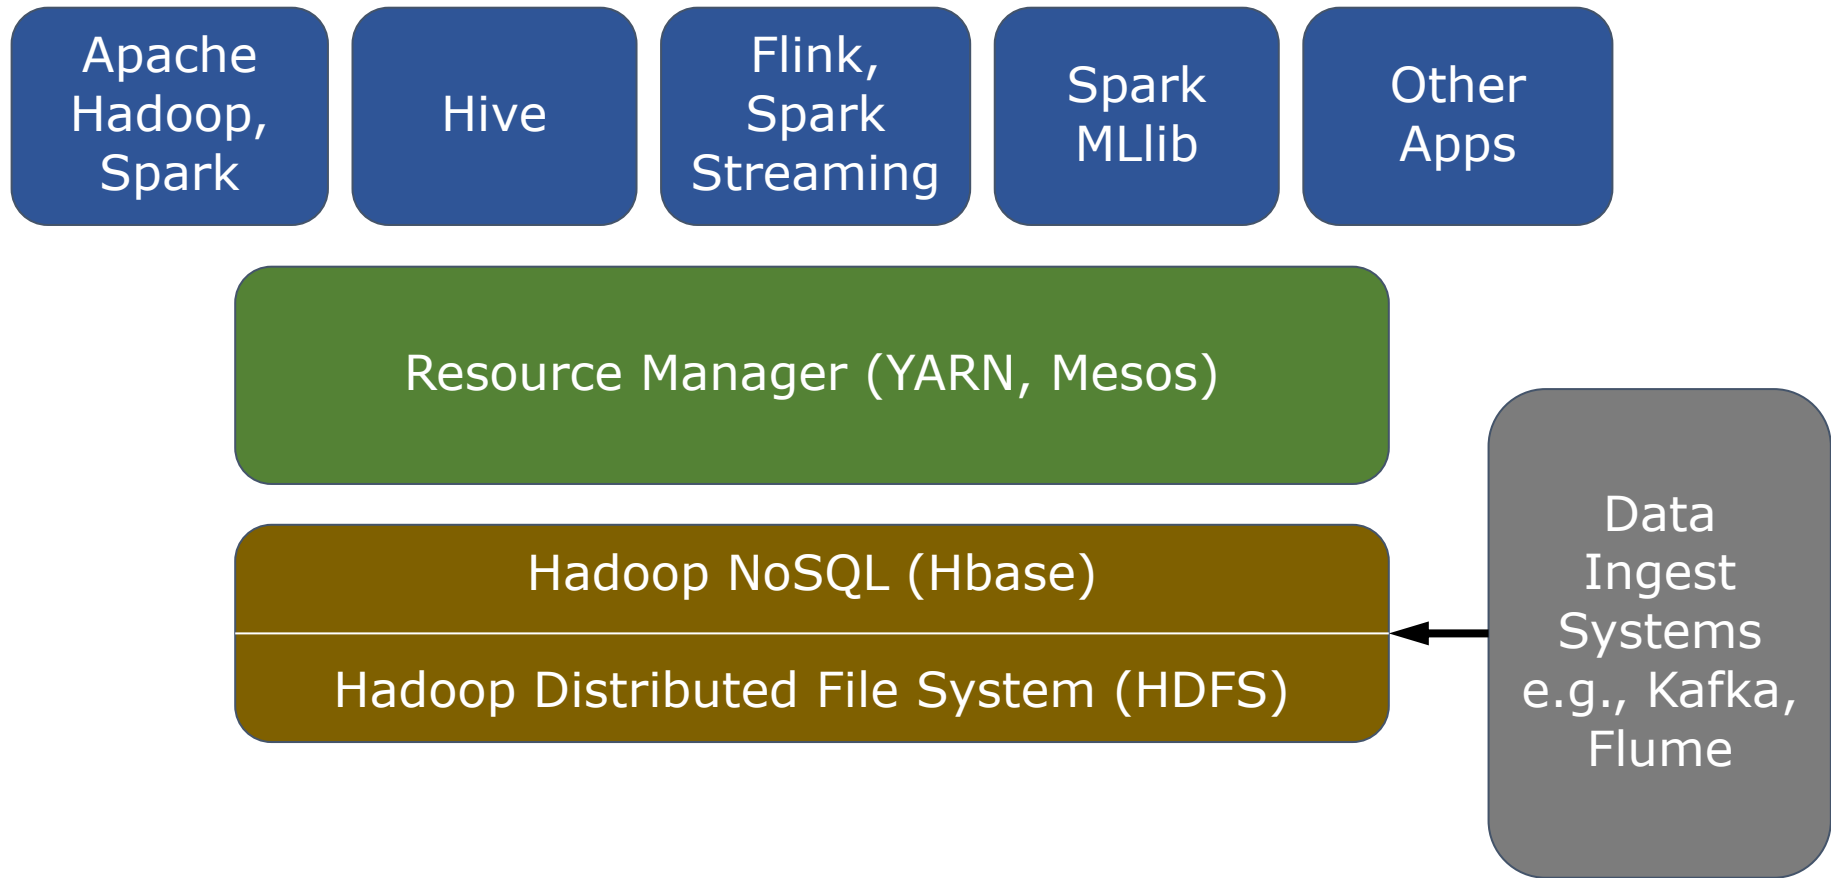 Apache
Hadoop,
Spark
Hive
Flink,
Spark
Streaming
Spark
MLlib
Other
Apps
Resource Manager (YARN, Mesos)
Hadoop NoSQL (Hbase)
Hadoop Distributed File System (HDFS)
Data
Ingest
Systems
e.g., Kafka,
Flume